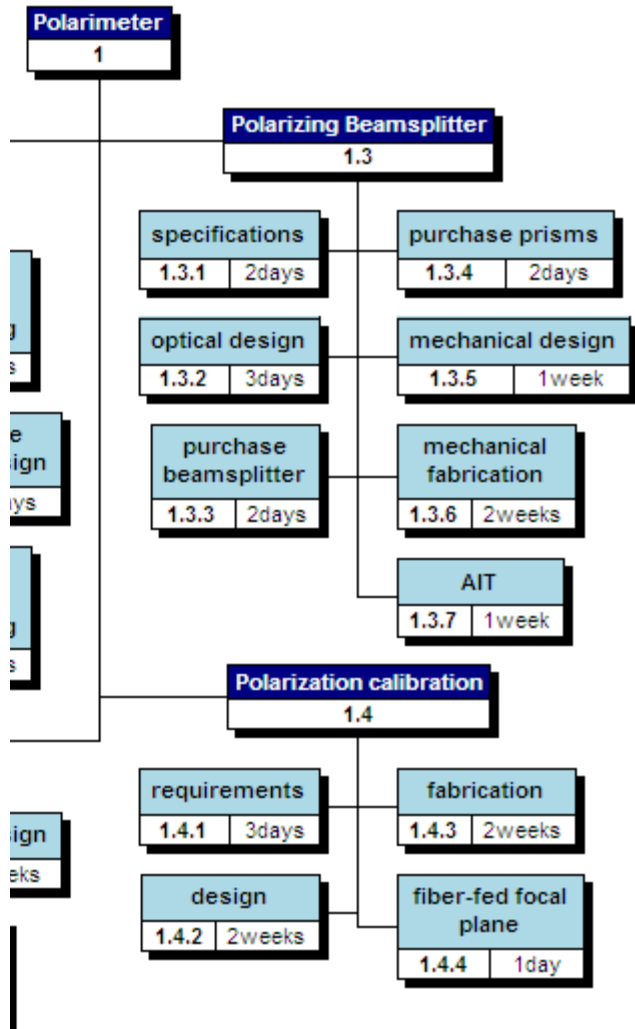 Polarimeter
1
Polarizing Beamsplitter
1.3
specifications
1.3.1 2days
purchase prisms
1.3.4 2days
optical design
1.3.2 3days
mechanical design
1.3.5 1week
purchase
beamsplitter
1.3.3 2days
mechanical
fabrication
1.3.6 2weeks
AIT
1.3.7 1week
Polarization calibration
1.4
requirements
1.4.1 3days
fabrication
1.4.3 2weeks
design
1.4.2 2weeks
fiber-fed focal
plane
1.4.4 1day